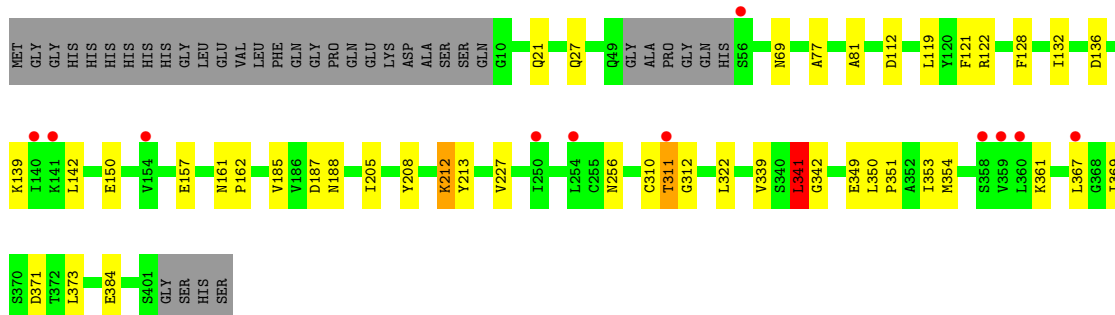 MET GLY GLY HIS HIS HIS HIS HIS HIS GLY LEU GLU VAL LEU PHE GLN GLY PRO GLN GLU LYS ASP ALA SER SER GLN G10 Q21 Q27 Q49 GLY ALA PRO GLY GLN HIS S56 N69 A77 A81 D112 L119 Y120 F121 R122 F128 I132 D136
K139 I140 K141 L142 E150 V154 E157 N161 P162 V185 V186 D187 N188 I205 Y208 K212 Y213 V227 I250 L254 C255 N256 C310 T311 G312 L322 V339 S340 L341 G342 E349 L350 P351 A352 I353 M354 S358 V359 L360 K361 L367 G368 I369
S370 D371 T372 L373 E384 S401 GLY SER HIS SER